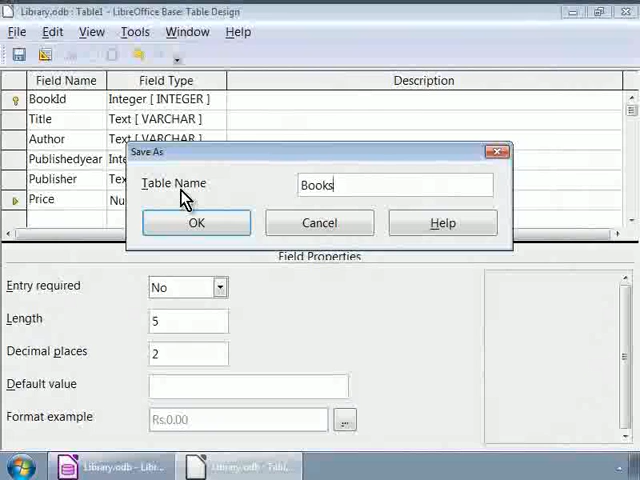 Library.odb : Table1 - LibreOffice Base: Table Design
File Edit View Tools Window Help
Field Name Field Type Description
BookId Integer [ INTEGER ]
Title Text [ VARCHAR ]
Author Text [ VARCHAR ]
Save As
Publishedyear Inte
Table Name Books
Publisher Text
Price Nu
OK Cancel Help
Field Properties
Entry required No
Length 5
Decimal places 2
Default value
Format example Rs.0.00 ...
Library.odb - Libr... Library.odb : Tabl...